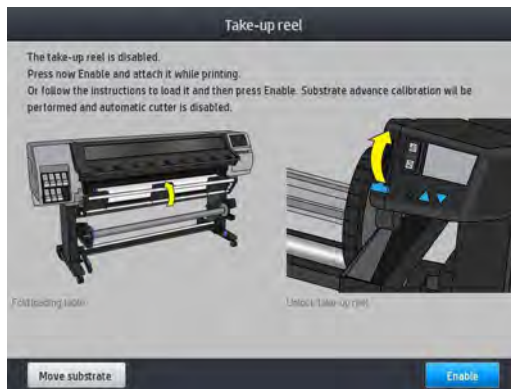 Take-up reel
The take-up reel is disabled.
Press now Enable and attach it while printing.
Or follow the instructions to load it and then press Enable. Substrate advance calibration wil be
performed and automatic cutter is disabled.
Fold loading table
Unlock take-up reel
Move substrate
Enable